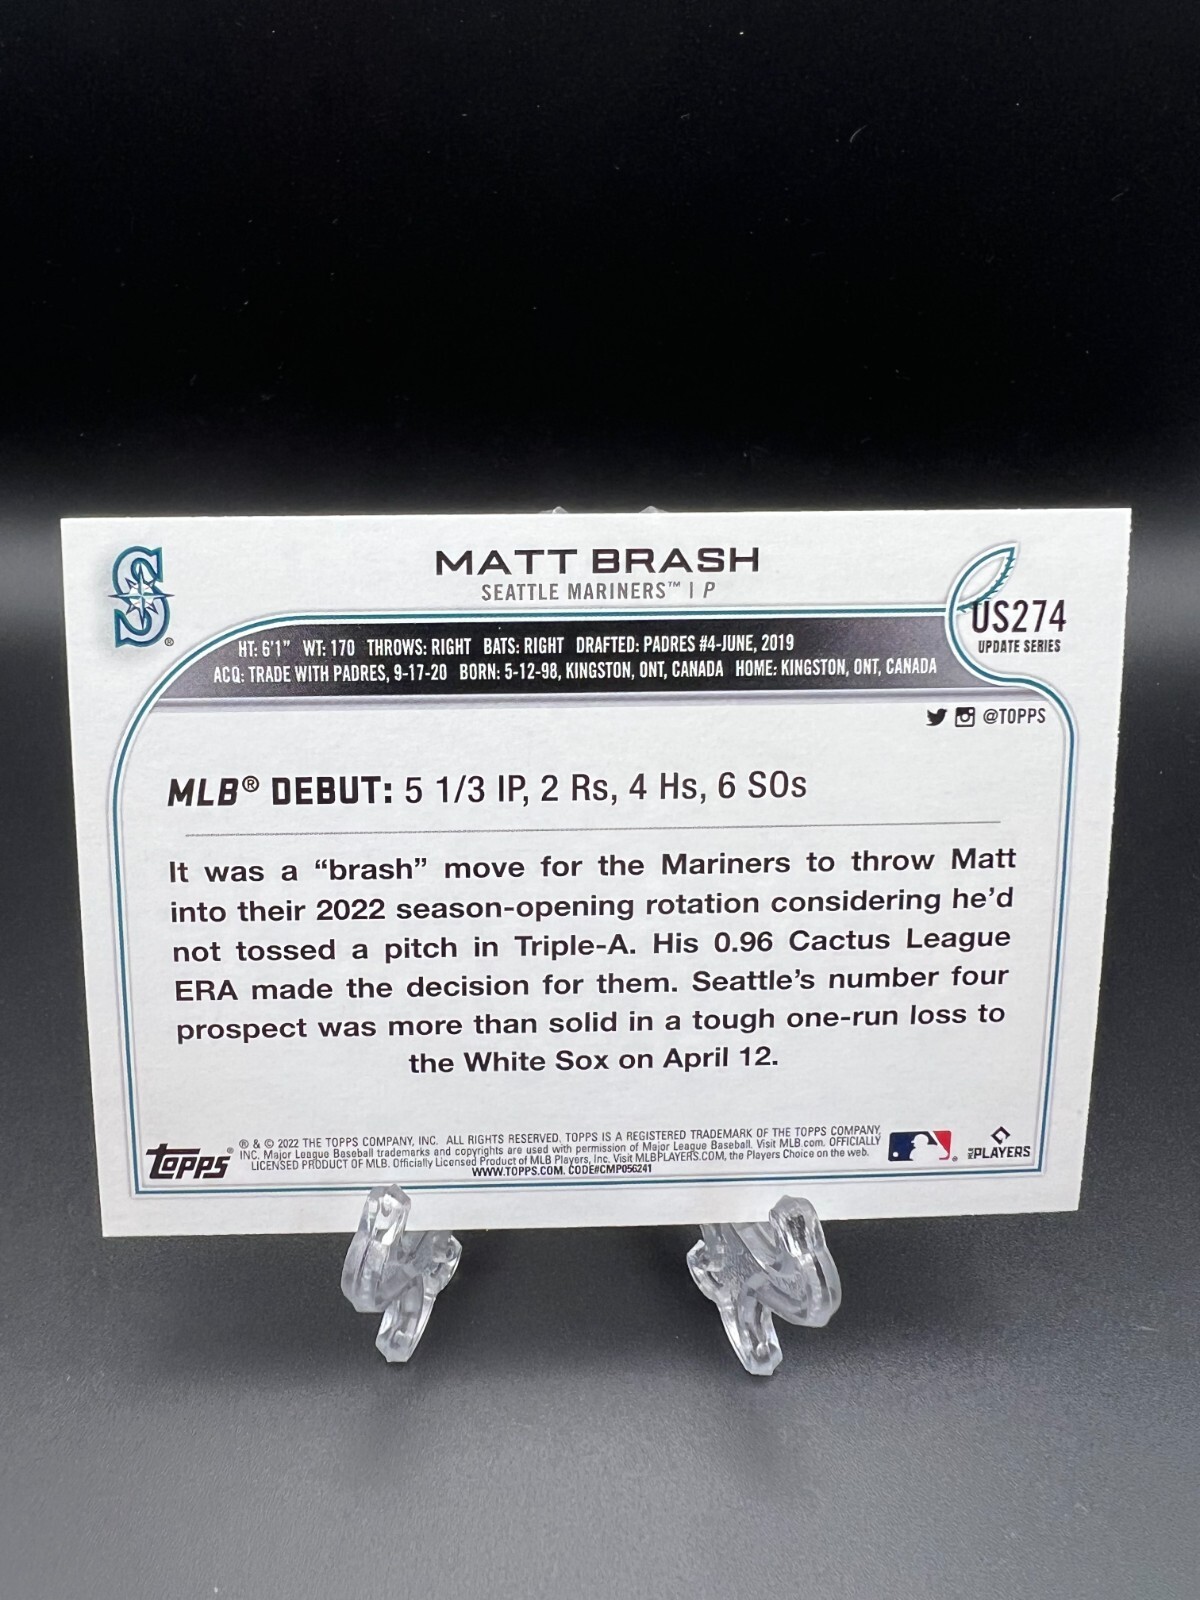 S®
MATT BRASH
SEATTLE MARINERS™ | P
US274
UPDATE SERIES
HT: 6'1" WT: 170 THROWS: RIGHT BATS: RIGHT DRAFTED: PADRES #4-JUNE, 2019
ACQ: TRADE WITH PADRES, 9-17-20 BORN: 5-12-98, KINGSTON, ONT, CANADA HOME: KINGSTON, ONT, CANADA
@TOPPS
MLB® DEBUT: 5 1/3 IP, 2 Rs, 4 Hs, 6 SOs
It was a “brash” move for the Mariners to throw Matt
into their 2022 season-opening rotation considering he’d
not tossed a pitch in Triple-A. His 0.96 Cactus League
ERA made the decision for them. Seattle’s number four
prospect was more than solid in a tough one-run loss to
the White Sox on April 12.
topps®
® & © 2022 THE TOPPS COMPANY, INC. ALL RIGHTS RESERVED. TOPPS IS A REGISTERED TRADEMARK OF THE TOPPS COMPANY,
INC. Major League Baseball trademarks and copyrights are used with permission of Major League Baseball. Visit MLB.com. OFFICIALLY
LICENSED PRODUCT OF MLB. Officially Licensed Product of MLB Players, Inc. Visit MLBPLAYERS.COM, the Players Choice on the web.
WWW.TOPPS.COM. CODE#CMP056241
MLB PLAYERS